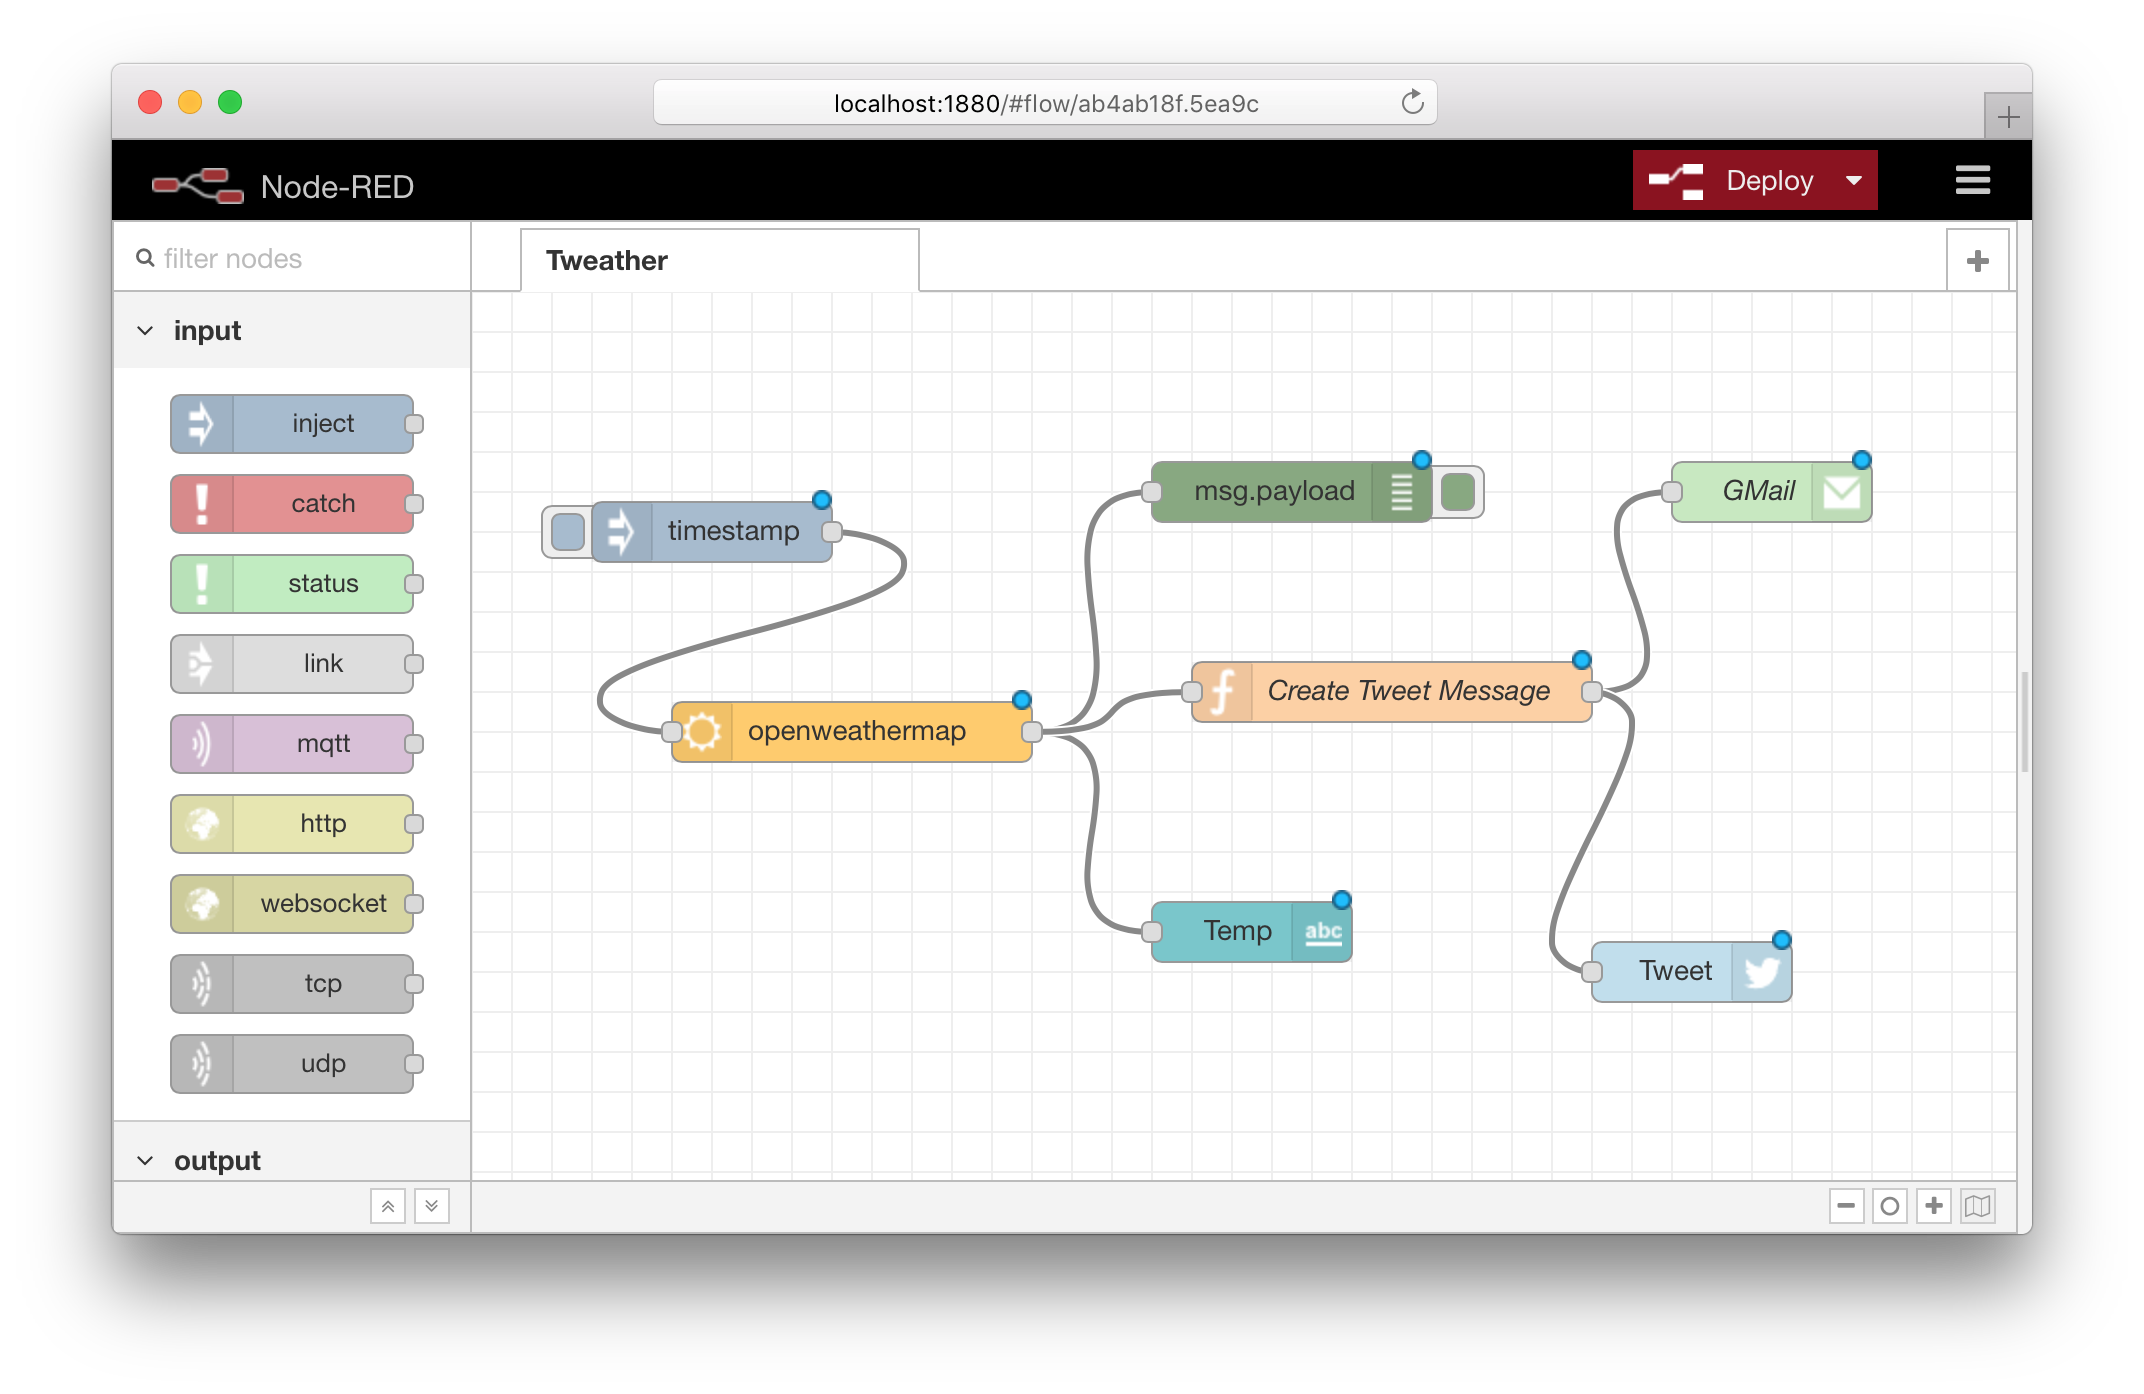 localhost:1880/#flow/ab4ab18f.5ea9c
Node-RED
Deploy
filter nodes
Tweather
input
inject
catch
status
link
mqtt
http
websocket
tcp
udp
output
timestamp
openweathermap
msg.payload
Create Tweet Message
Temp
abc
GMail
Tweet